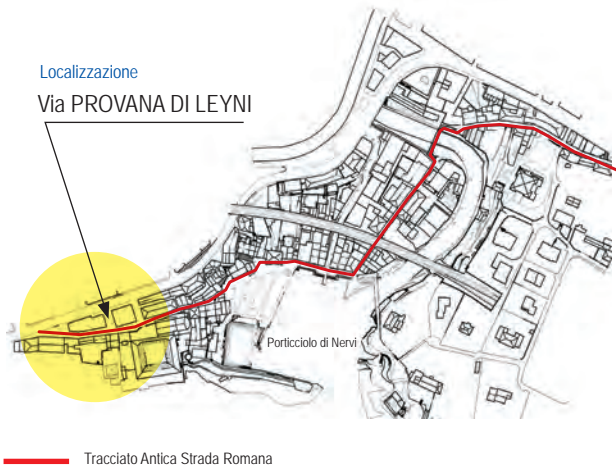 Localizzazione
Via PROVANA DI LEYNI
Porticciolo di Nervi
Tracciato Antica Strada Romana